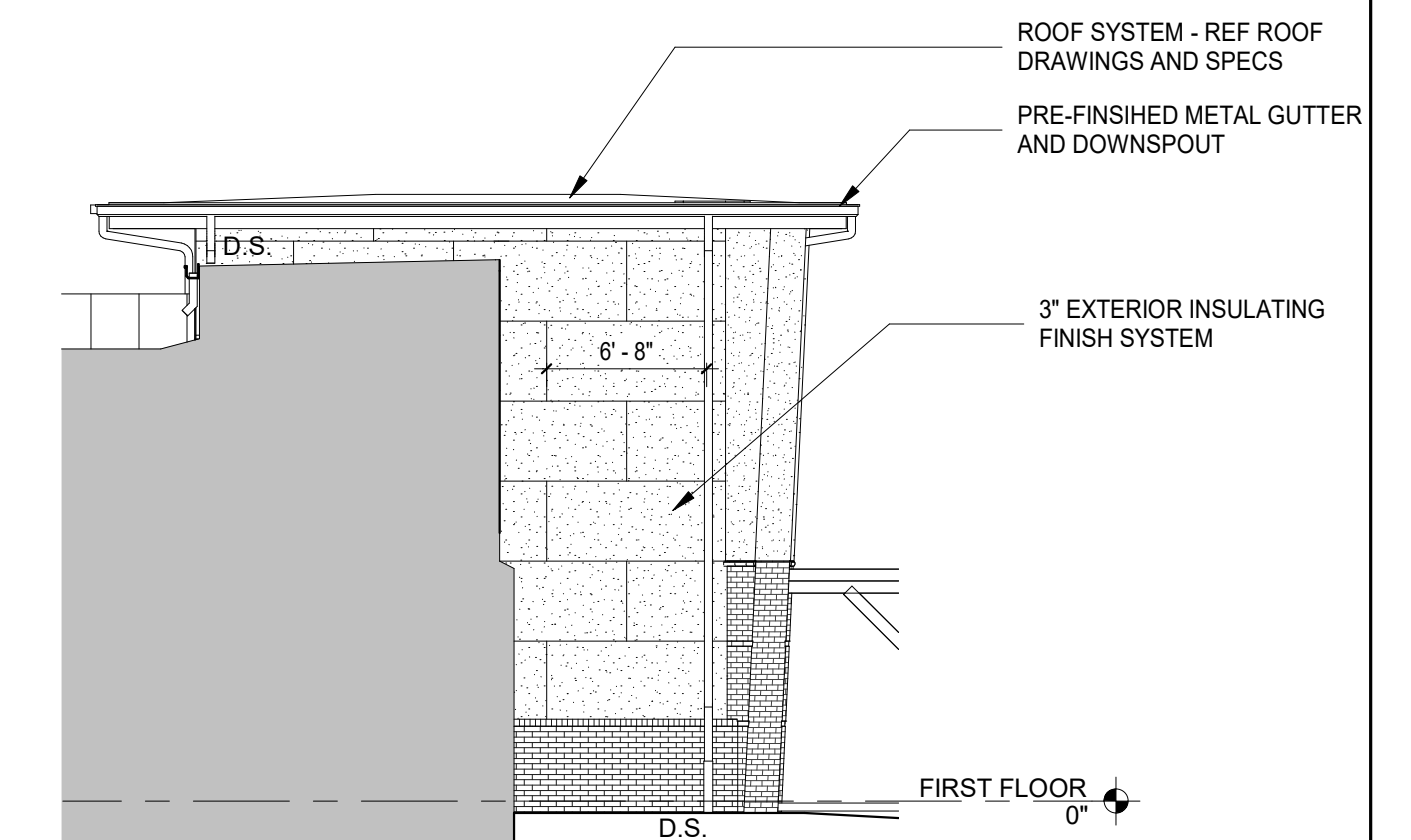 ROOF SYSTEM - REF ROOF
DRAWINGS AND SPECS
PRE-FINSIHED METAL GUTTER
AND DOWNSPOUT
D.S.
3" EXTERIOR INSULATING
FINISH SYSTEM
6' - 8"
FIRST FLOOR
0"
D.S.